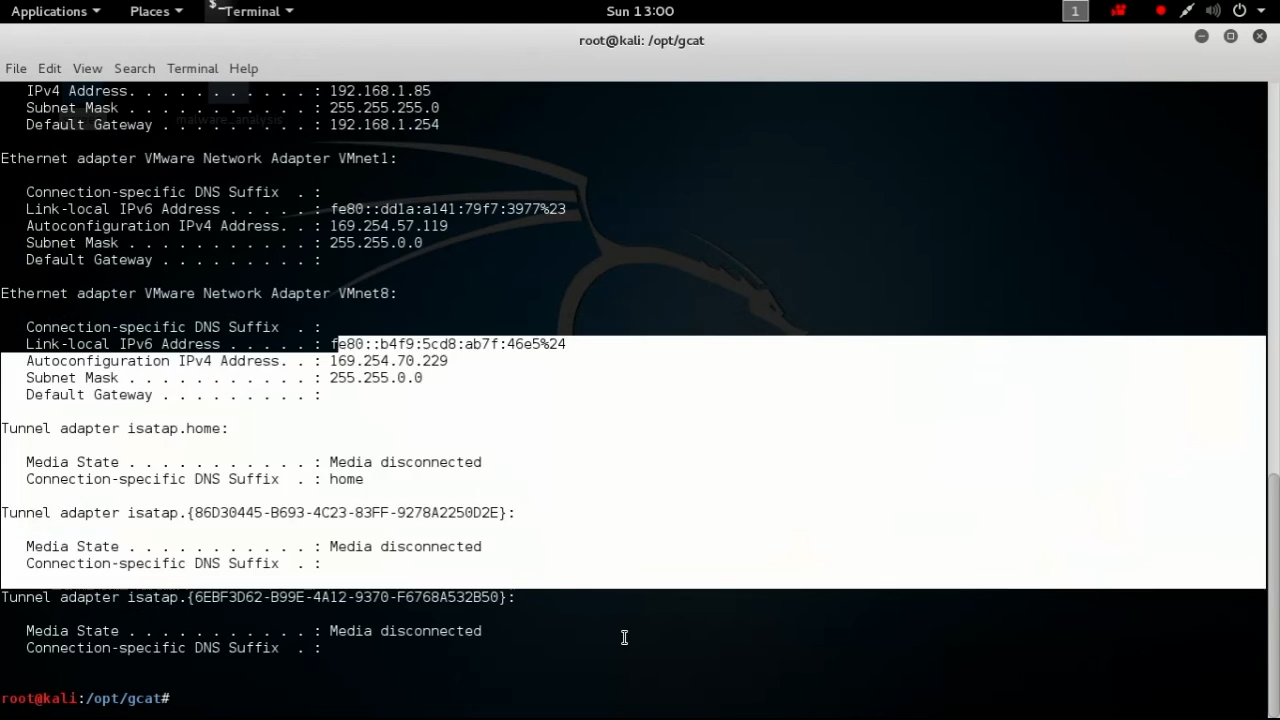 Applications Places Terminal Sun 13:00 1
root@kali: /opt/gcat
File Edit View Search Terminal Help
IPv4 Address. . . . . . . . . . . : 192.168.1.85
Subnet Mask . . . . . . . . . . . : 255.255.255.0
Default Gateway . . . . . . . . . : 192.168.1.254
malware_analysis
Ethernet adapter VMware Network Adapter VMnet1:
Connection-specific DNS Suffix  . :
Link-local IPv6 Address . . . . . : fe80::dd1a:a141:79f7:3977%23
Autoconfiguration IPv4 Address. . : 169.254.57.119
Subnet Mask . . . . . . . . . . . : 255.255.0.0
Default Gateway . . . . . . . . . :
Ethernet adapter VMware Network Adapter VMnet8:
Connection-specific DNS Suffix  . :
Link-local IPv6 Address . . . . . : fe80::b4f9:5cd8:ab7f:46e5%24
Autoconfiguration IPv4 Address. . : 169.254.70.229
Subnet Mask . . . . . . . . . . . : 255.255.0.0
Default Gateway . . . . . . . . . :
Tunnel adapter isatap.home:
Media State . . . . . . . . . . . : Media disconnected
Connection-specific DNS Suffix  . : home
Tunnel adapter isatap.{86D30445-B693-4C23-83FF-9278A2250D2E}:
Media State . . . . . . . . . . . : Media disconnected
Connection-specific DNS Suffix  . :
Tunnel adapter isatap.{6EBF3D62-B99E-4A12-9370-F6768A532B50}:
Media State . . . . . . . . . . . : Media disconnected
Connection-specific DNS Suffix  . :
root@kali:/opt/gcat#